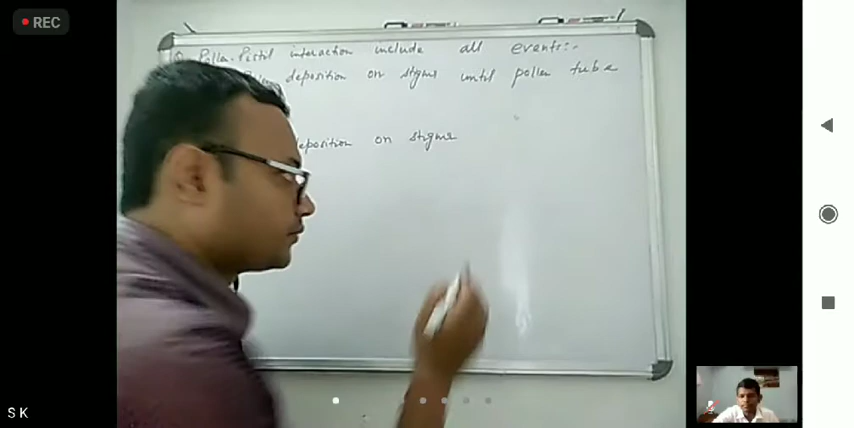 REC
Q Pollen-Pistil interaction include all events:-
deposition on stigma until pollen tube
deposition on stigma
S K